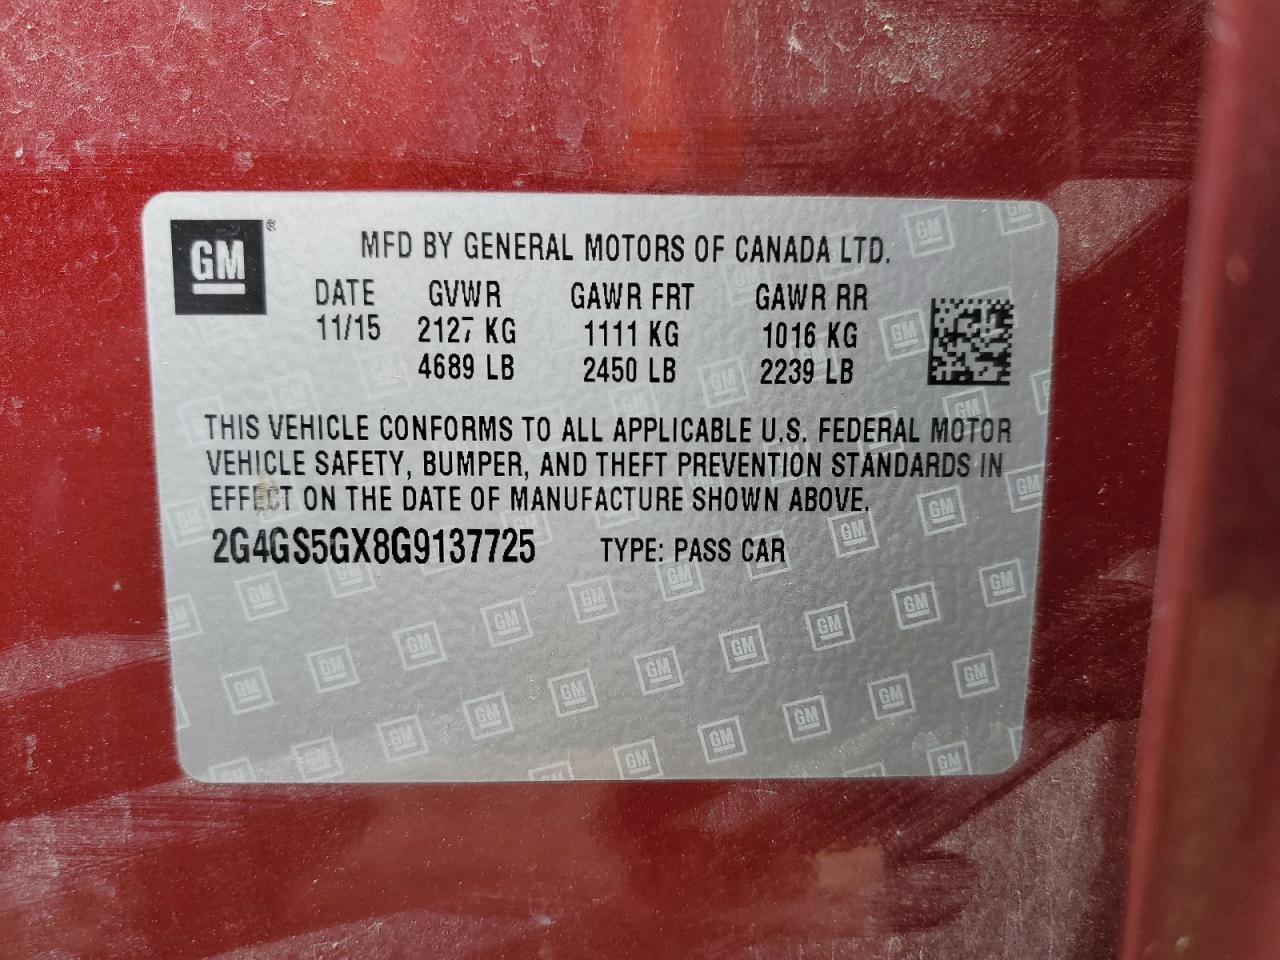 GM
MFD BY GENERAL MOTORS OF CANADA LTD.
DATE GVWR GAWR FRT GAWR RR
11/15 2127 KG 1111 KG 1016 KG
4689 LB 2450 LB 2239 LB
THIS VEHICLE CONFORMS TO ALL APPLICABLE U.S. FEDERAL MOTOR
VEHICLE SAFETY, BUMPER, AND THEFT PREVENTION STANDARDS IN
EFFECT ON THE DATE OF MANUFACTURE SHOWN ABOVE.
2G4GS5GX8G9137725 TYPE: PASS CAR